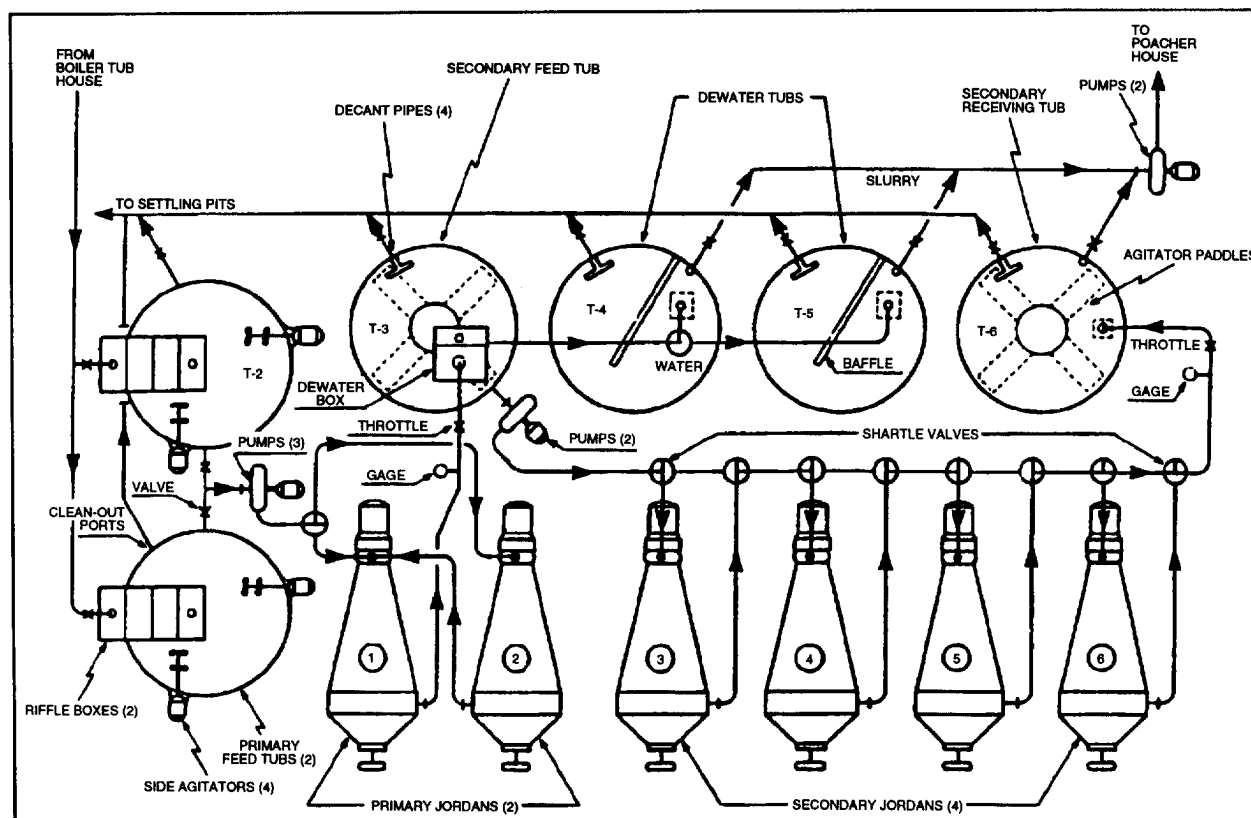 FROM
BOILER TUB
HOUSE
SECONDARY FEED TUB
DECANT PIPES (4)
DEWATER TUBS
SECONDARY
RECEIVING TUB
TO
POACHER
HOUSE
PUMPS (2)
SLURRY
TO SETTLING PITS
AGITATOR PADDLES
T-2
T-3
T-4
T-5
T-6
DEWATER
BOX
WATER
BAFFLE
THROTTLE
GAGE
THROTTLE
GAGE
PUMPS (2)
SHARTLE VALVES
PUMPS (3)
VALVE
CLEAN-OUT
PORTS
1
2
3
4
5
6
RIFFLE BOXES (2)
PRIMARY
FEED TUBS (2)
SIDE AGITATORS (4)
PRIMARY JORDANS (2)
SECONDARY JORDANS (4)